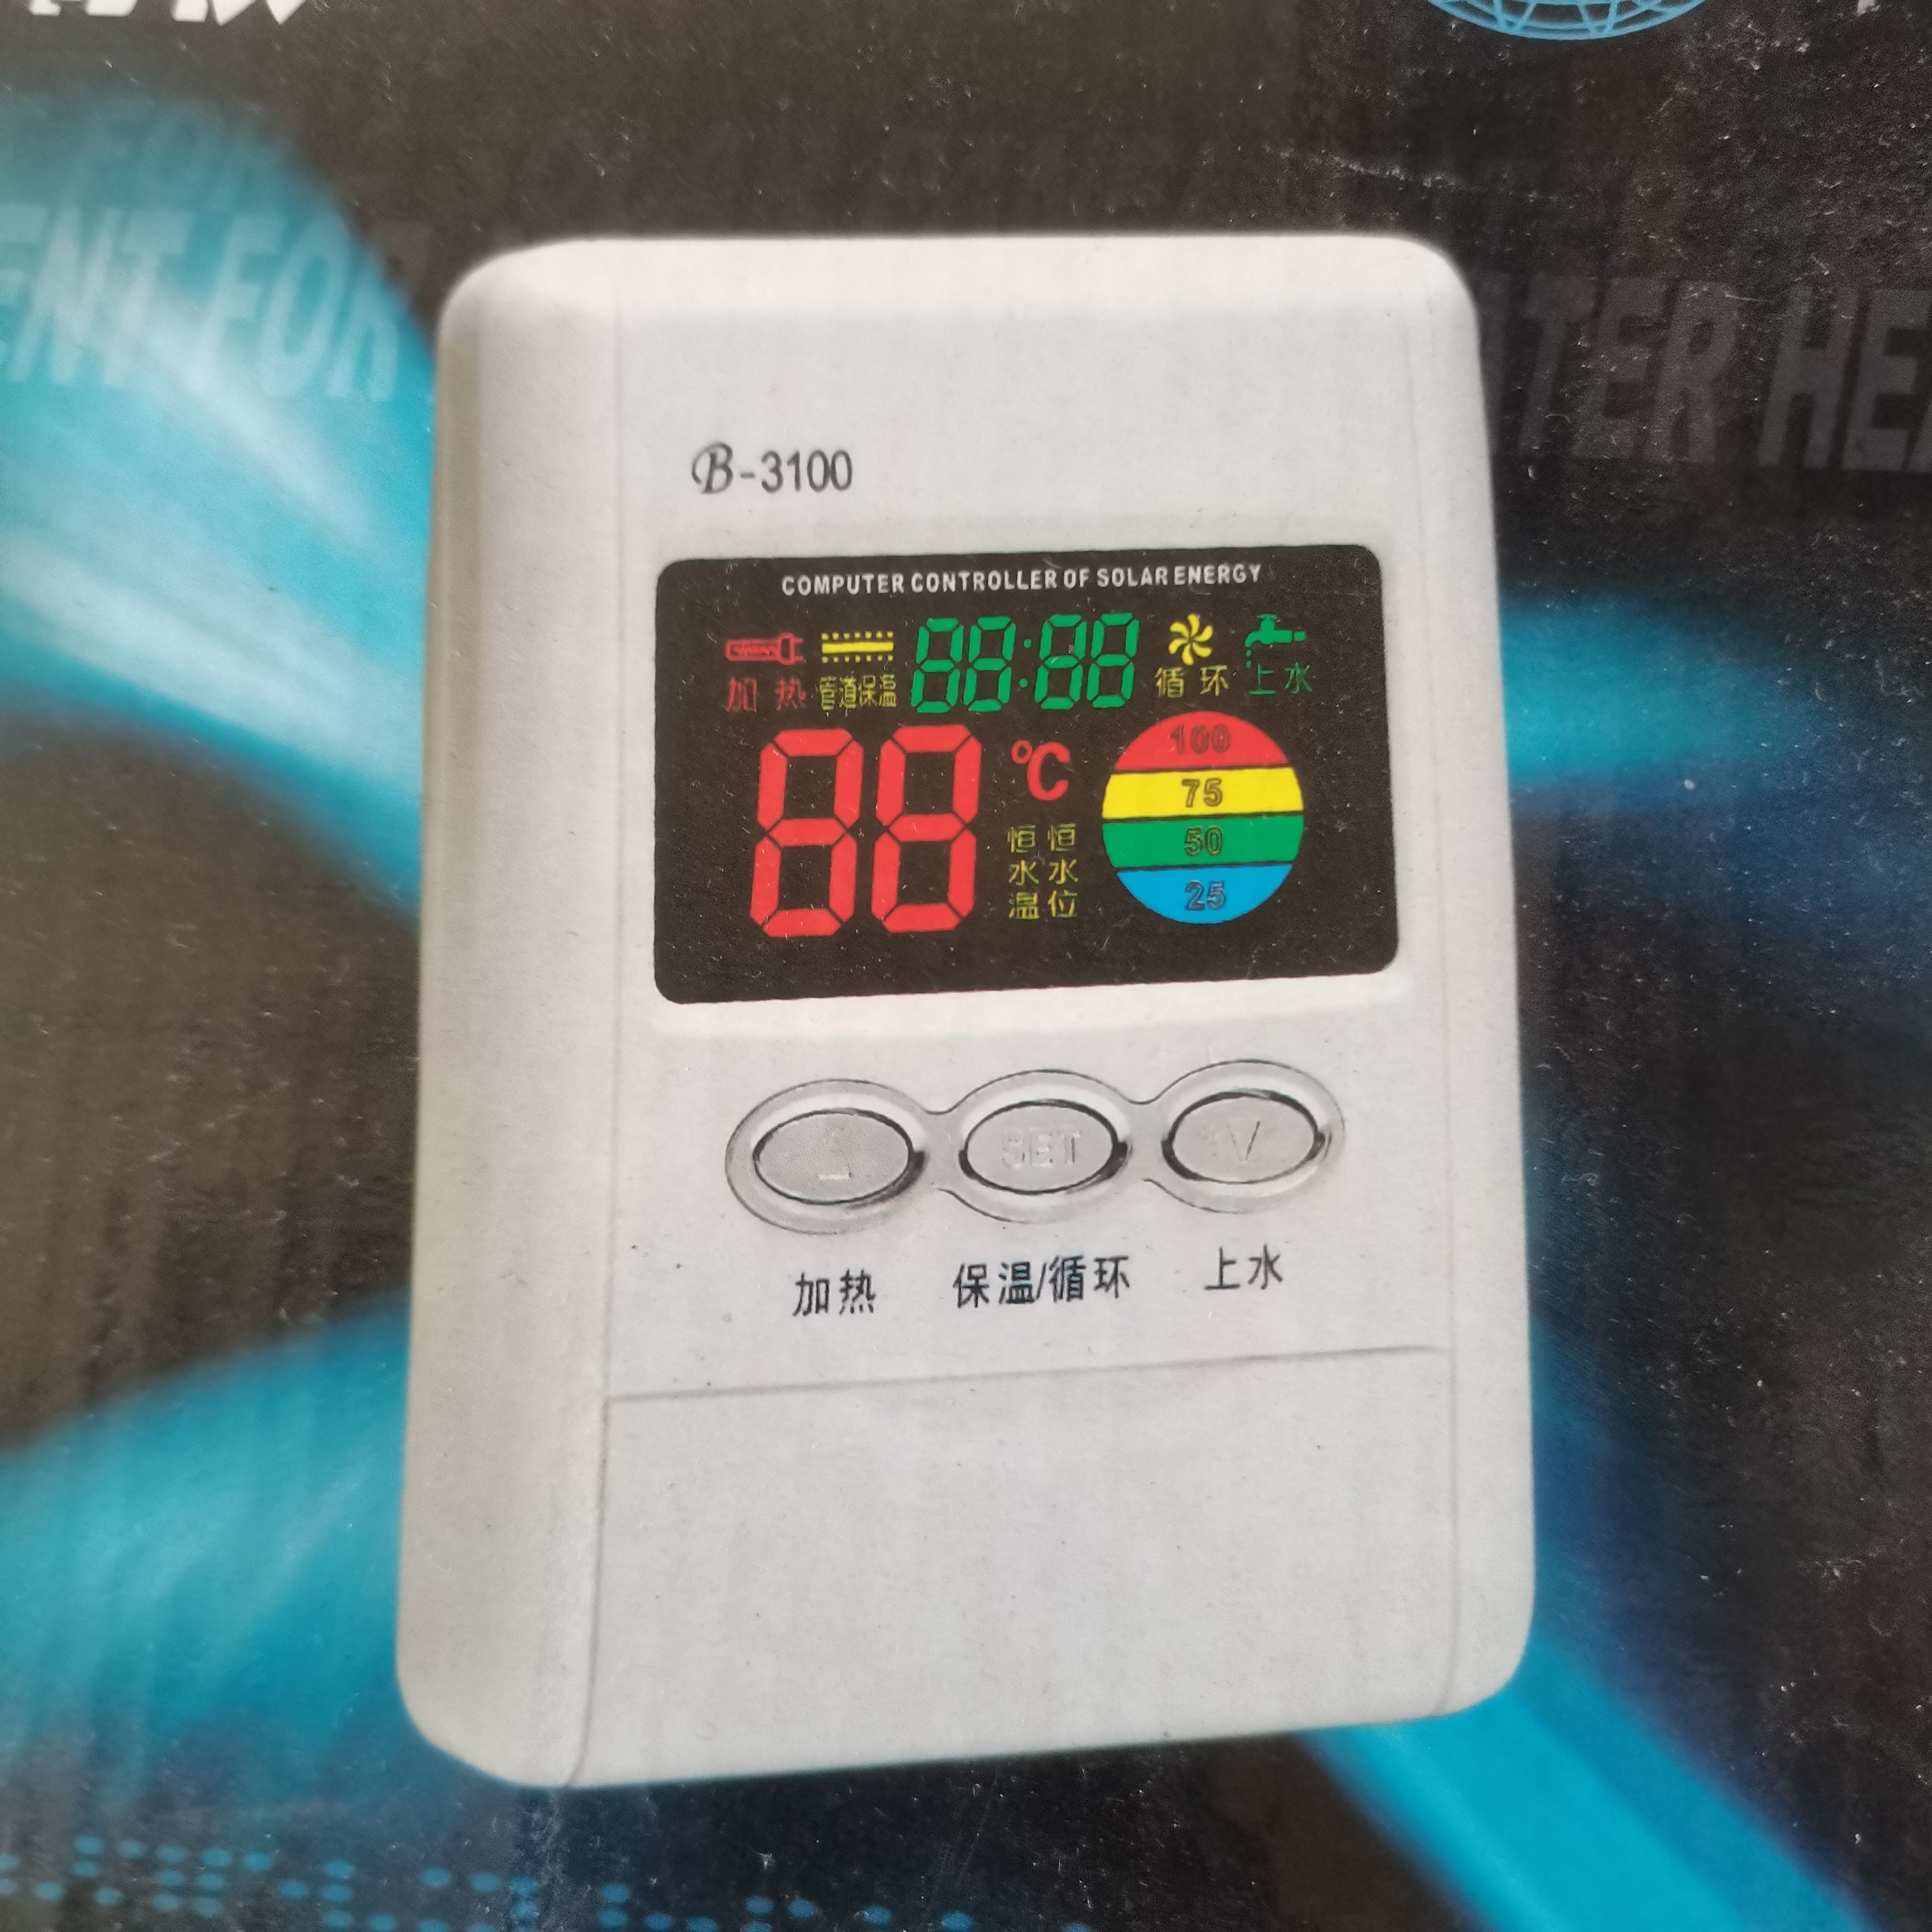 ENT FOR
TER HE
B-3100
COMPUTER CONTROLLER OF SOLAR ENERGY
加热 管道保温 88:88 循环 上水
88 ℃
恒水温 恒水位
100
75
50
25
SET
加热 保温/循环 上水